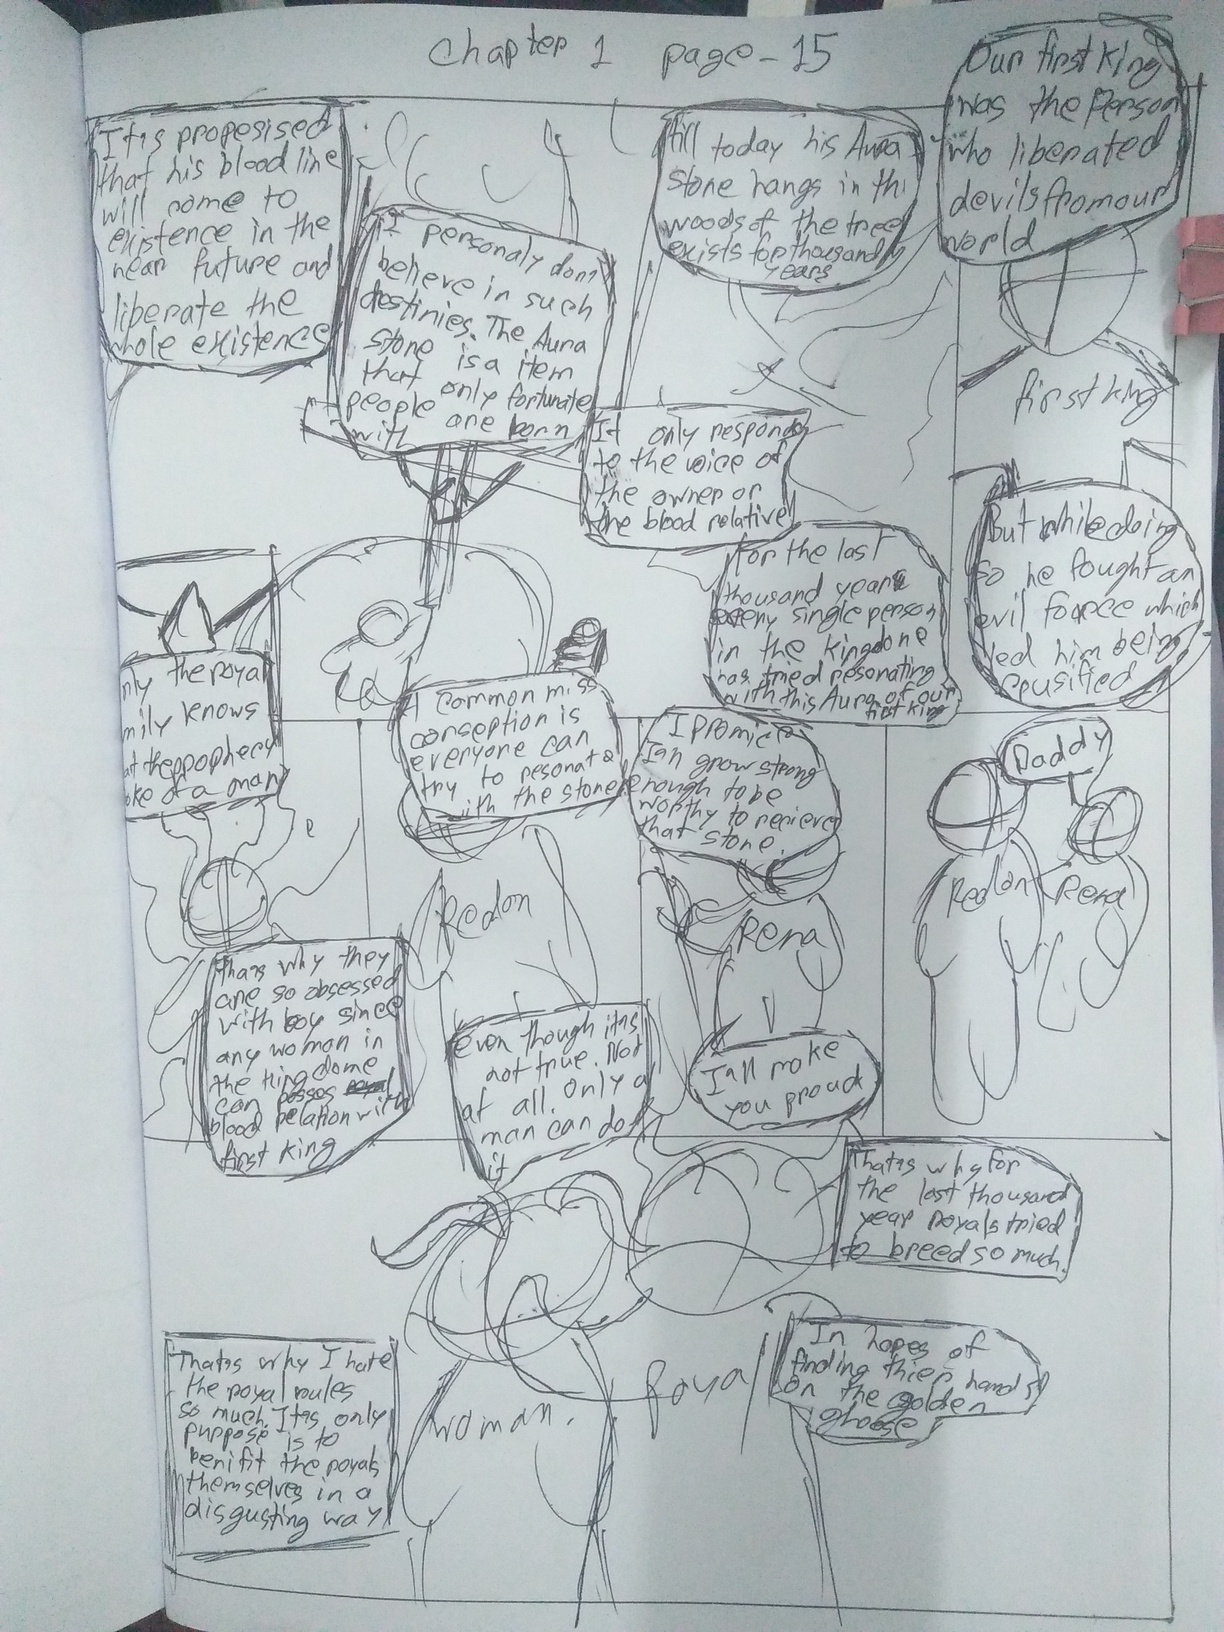 Chapter 1 page-15
Our first King
was the Person
who liberated
devils from our
world
first king
But while doing
so he fought an
evil foarce which
led him being
cpusified
till today his Aura
stone hangs in th
woods of the tree
exists for thousands
years
It only responds
to the voice of
the owner or
the blood relative
for the last
thousand years
every single person
in the kingdone
has tried resonating
with this Aura of our
first king
It's propesised
that his blood line
will come to
existence in the
near future and
liberate the
whole existence
I personaly don't
believe in such
destinies. The Aura
stone is a item
that only fortunate
people are born
with
Daddy
Redon
Rena
I promice
I'll grow strong
enough to be
worthy to recieve
that stone.
Rena
I'll make
you proud
A common miss
conseption is
everyone can
try to resonate
with the stone
Redon
even though it's
not true. Not
at all. Only a
man can do
it
nly the royal
mily knows
at the prophecy
oke of a man
That's why they
are so obsessed
with boy since
any woman in
the kingdome
can posses
blood relation with
first king
That's why for
the last thousand
year royals tried
to breed so much.
In hopes of
finding thier hands
on the golden
ghoose
royal
woman.
That's why I hate
the royal rules
so much. It's only
purpose is to
benifit the royals
themselves in a
disgusting way